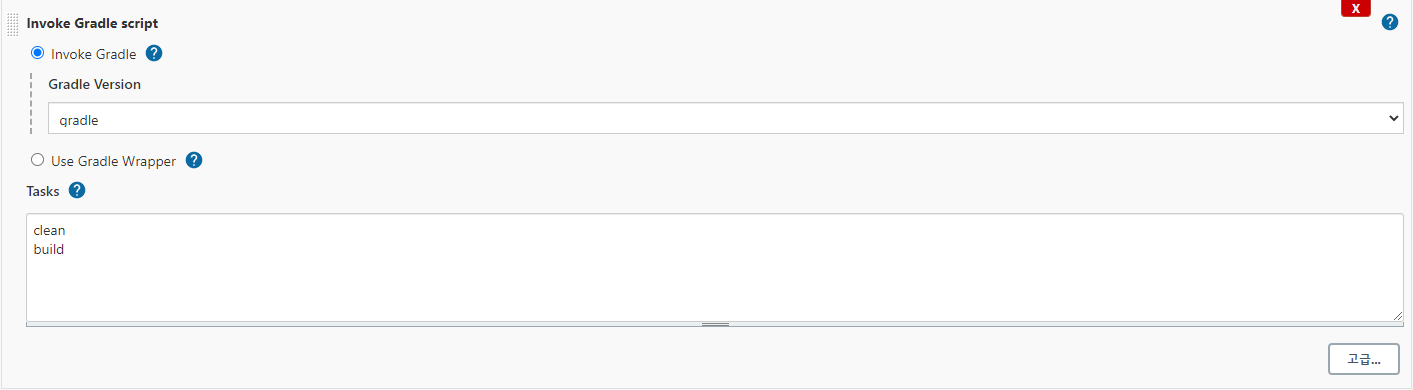 X
Invoke Gradle script ?
Invoke Gradle ?
Gradle Version
gradle
Use Gradle Wrapper ?
Tasks ?
clean
build
고급...